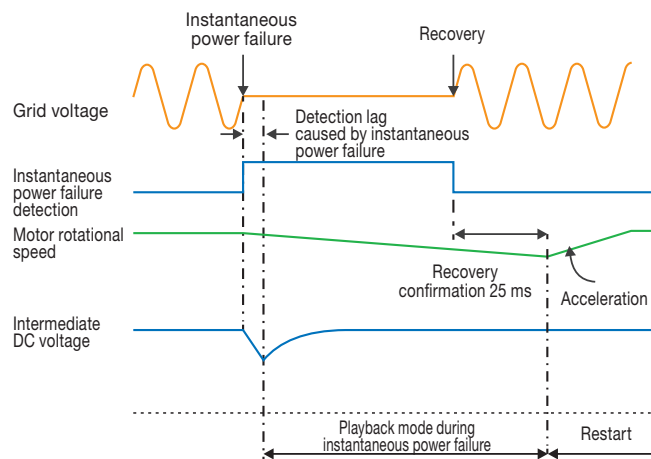 Instantaneous
power failure
Recovery
Grid voltage
Detection lag
caused by instantaneous
power failure
Instantaneous
power failure
detection
Motor rotational
speed
Recovery
confirmation 25 ms
Acceleration
Intermediate
DC voltage
Playback mode during
instantaneous power failure
Restart